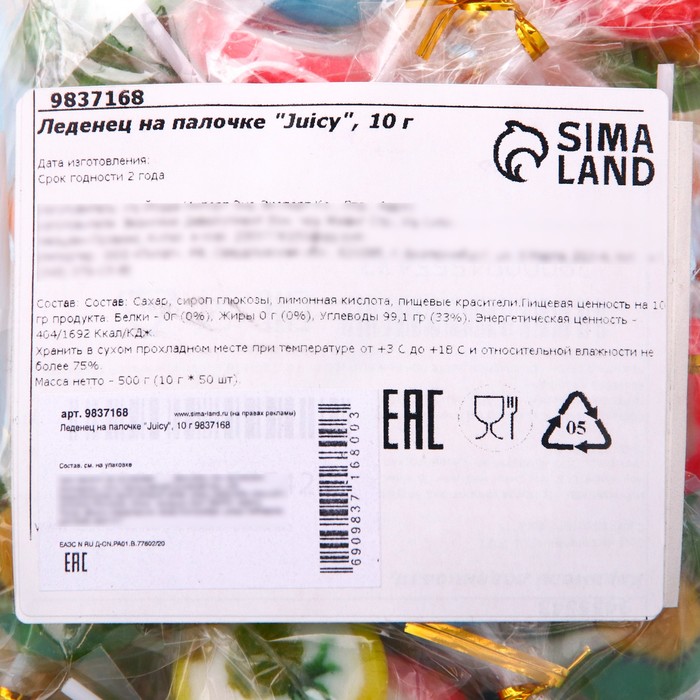 9837168
Леденец на палочке "Juicy", 10 г
SIMA
LAND
Дата изготовления:
Срок годности 2 года
Состав: Состав: Сахар, сироп глюкозы, лимонная кислота, пищевые красители.Пищевая ценность на 10
гр продукта: Белки - 0г (0%), Жиры 0 г (0%), Углеводы 99,1 гр (33%). Энергетическая ценность -
404/1692 Ккал/КДж.
Хранить в сухом прохладном месте при температуре от +3 С до +18 С и относительной влажности не
более 75%.
Масса нетто - 500 г (10 г * 50 шт).
арт. 9837168
www.sima-land.ru (на правах рекламы)
Леденец на палочке "Juicy", 10 г 9837168
Состав: см. на упаковке
ЕАЭС N RU Д-CN.РА01.В.77602/20
EAC
6909837168003
EAC
05